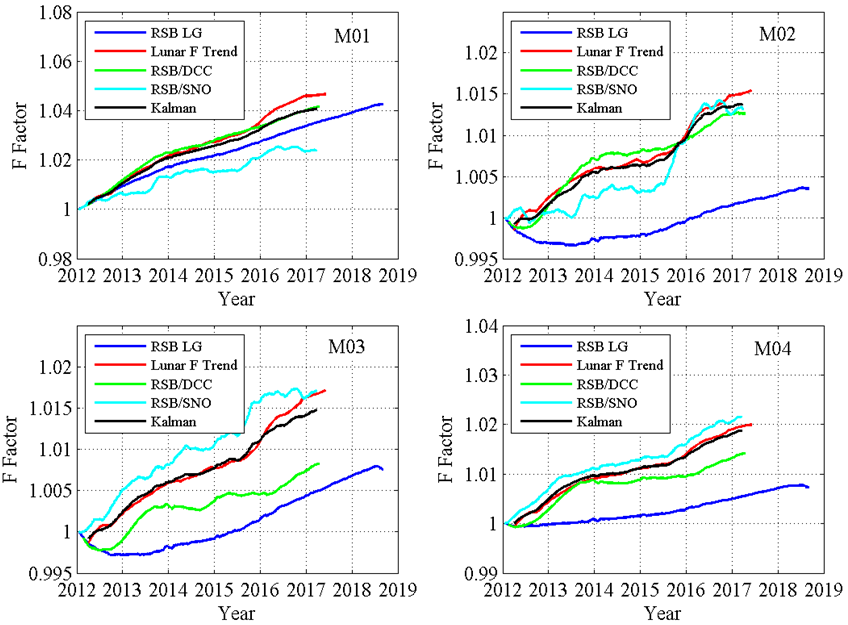 1.08
1.06
1.04
1.02
1
0.98
F Factor
RSB LG
Lunar F Trend
RSB/DCC
RSB/SNO
Kalman
M01
2012 2013 2014 2015 2016 2017 2018 2019
Year
1.02
1.015
1.01
1.005
1
0.995
F Factor
RSB LG
Lunar F Trend
RSB/DCC
RSB/SNO
Kalman
M02
2012 2013 2014 2015 2016 2017 2018 2019
Year
1.02
1.015
1.01
1.005
1
0.995
F Factor
RSB LG
Lunar F Trend
RSB/DCC
RSB/SNO
Kalman
M03
2012 2013 2014 2015 2016 2017 2018 2019
Year
1.04
1.03
1.02
1.01
1
0.99
F Factor
RSB LG
Lunar F Trend
RSB/DCC
RSB/SNO
Kalman
M04
2012 2013 2014 2015 2016 2017 2018 2019
Year